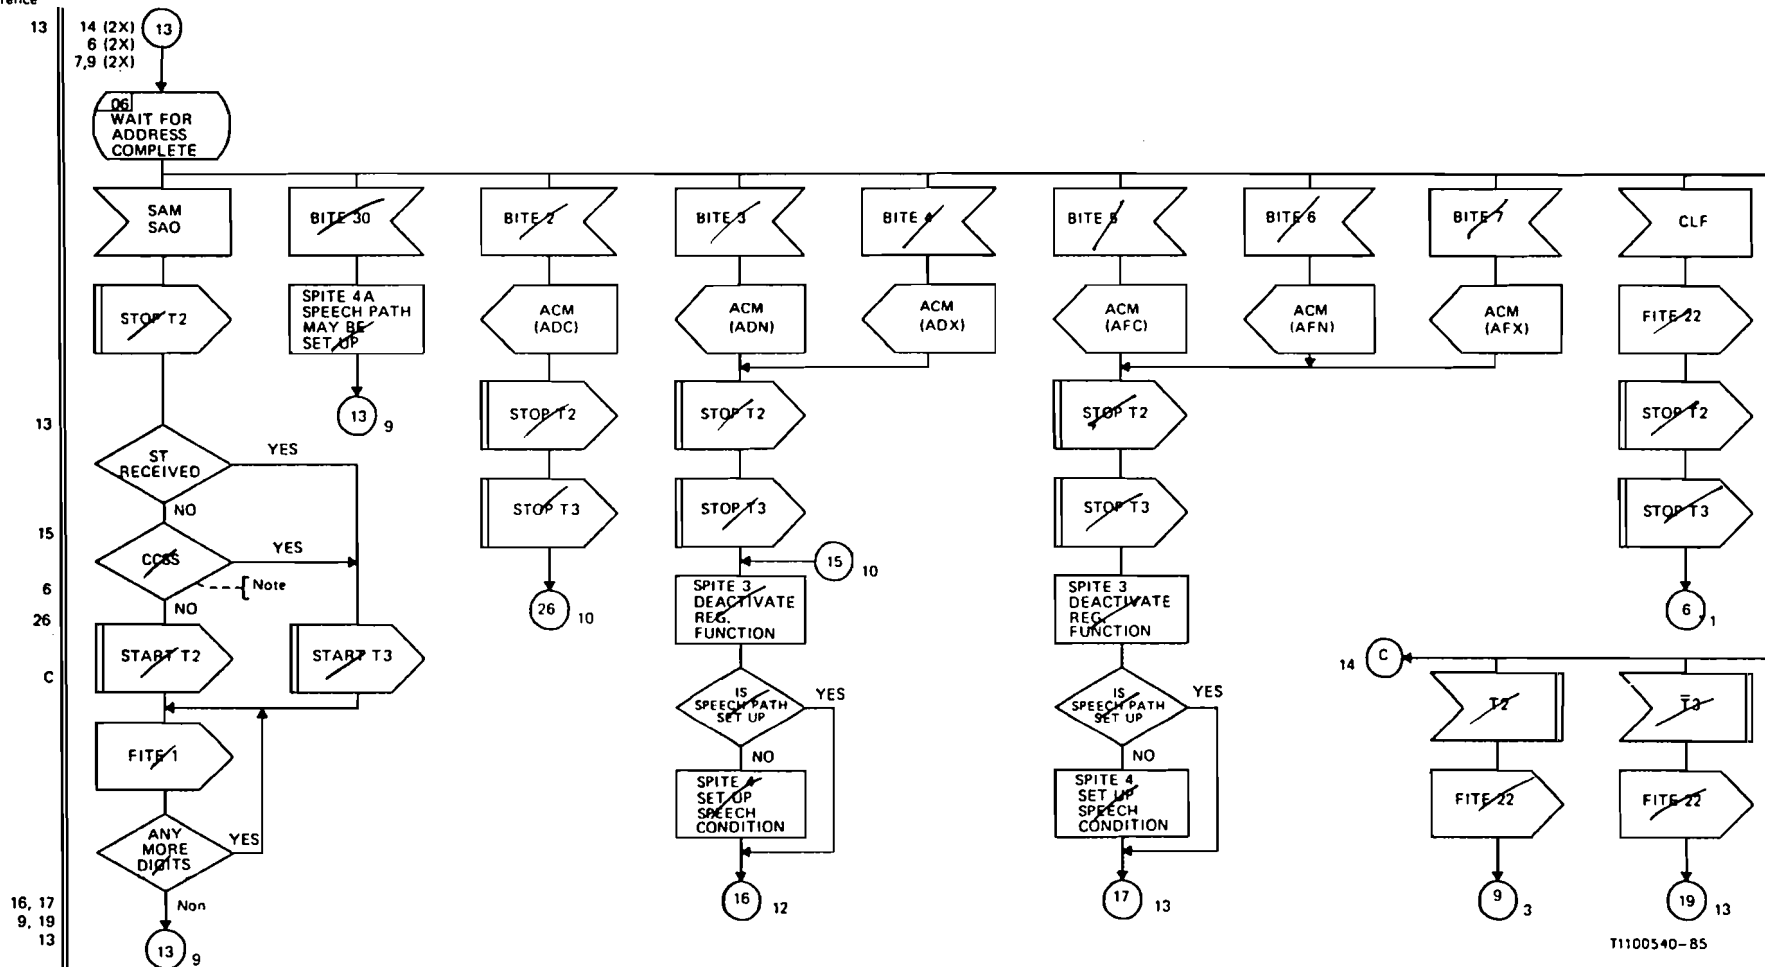 13
14 (2X)
6 (2X)
7,9 (2X)
13
06
WAIT FOR
ADDRESS
COMPLETE
SAM
SAO
BITE 30
BITE 2
BITE 3
BITE 4
BITE 5
BITE 6
BITE 7
CLF
STOP T2
SPITE 4A
SPEECH PATH
MAY BE
SET UP
ACM
(ADC)
ACM
(ADN)
ACM
(ADX)
ACM
(AFC)
ACM
(AFN)
ACM
(AFX)
FITE 22
13
13
9
STOP T2
STOP T2
STOP T2
STOP T2
ST
RECEIVED
YES
NO
STOP T3
STOP T3
STOP T3
STOP T3
15
CCSS
YES
Note
NO
15
10
6
26
26
10
SPITE 3
DEACTIVATE
REG.
FUNCTION
SPITE 3
DEACTIVATE
REG.
FUNCTION
6
1
START T2
START T3
C
14
C
IS
SPEECH PATH
SET UP
YES
NO
IS
SPEECH PATH
SET UP
YES
NO
T2
T3
FITE 1
SPITE 4
SET UP
SPEECH
CONDITION
SPITE 4
SET UP
SPEECH
CONDITION
FITE 22
FITE 22
ANY
MORE
DIGITS
YES
Non
16, 17
9, 19
13
16
12
17
13
9
3
19
13
13
9
T1100540-85